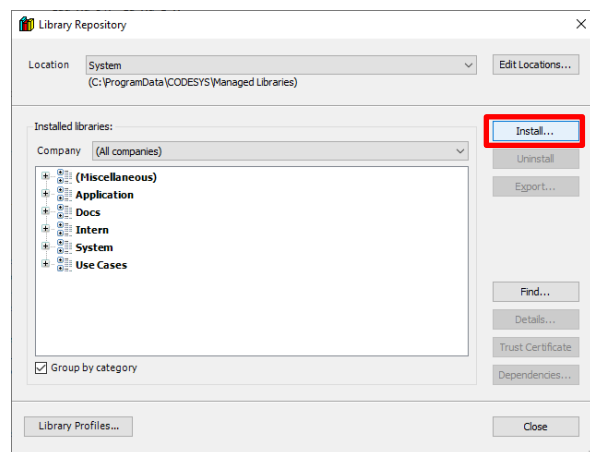 Library Repository
Location System Edit Locations...
(C:\ProgramData\CODESYS\Managed Libraries)
Installed libraries:
Install...
Company (All companies)
Uninstall
(Miscellaneous)
Export...
Application
Docs
Intern
System
Use Cases
Find...
Details...
Trust Certificate
Group by category
Dependencies...
Library Profiles... Close